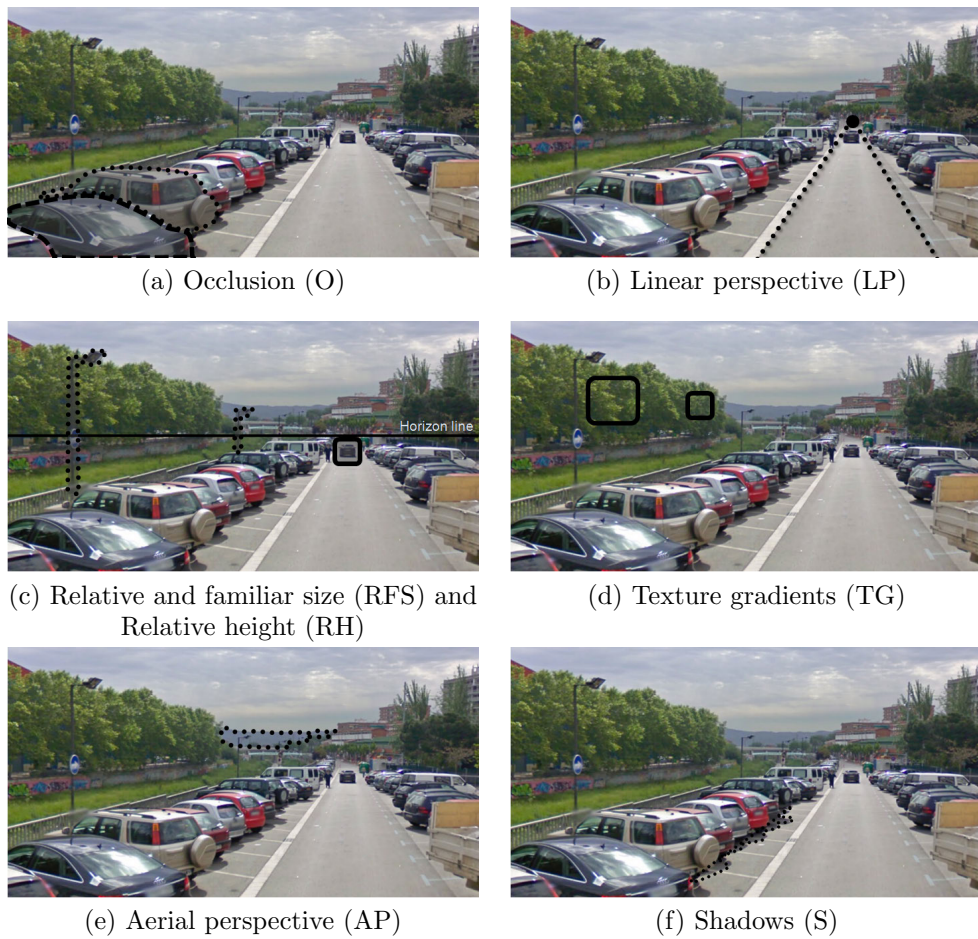 (a) Occlusion (O)
(b) Linear perspective (LP)
Horizon line
(c) Relative and familiar size (RFS) and
Relative height (RH)
(d) Texture gradients (TG)
(e) Aerial perspective (AP)
(f) Shadows (S)